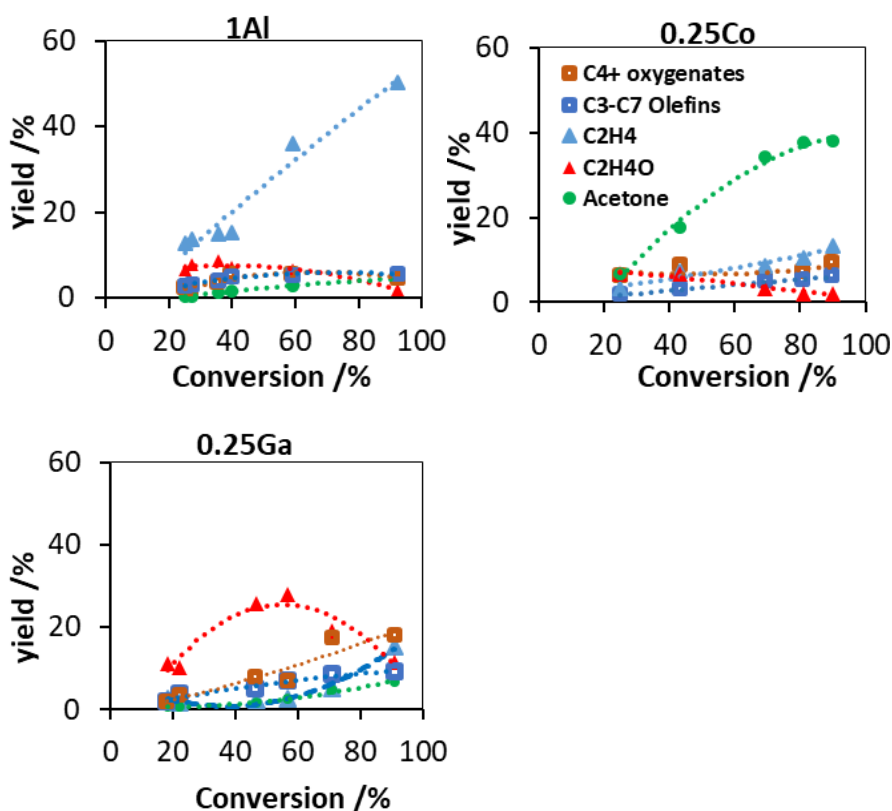 1Al
60
40
20
0
0 20 40 60 80 100
Yield /%
Conversion /%
0.25Co
60
40
20
0
0 20 40 60 80 100
yield /%
Conversion /%
C4+ oxygenates
C3-C7 Olefins
C2H4
C2H4O
Acetone
0.25Ga
60
40
20
0
0 20 40 60 80 100
yield /%
Conversion /%